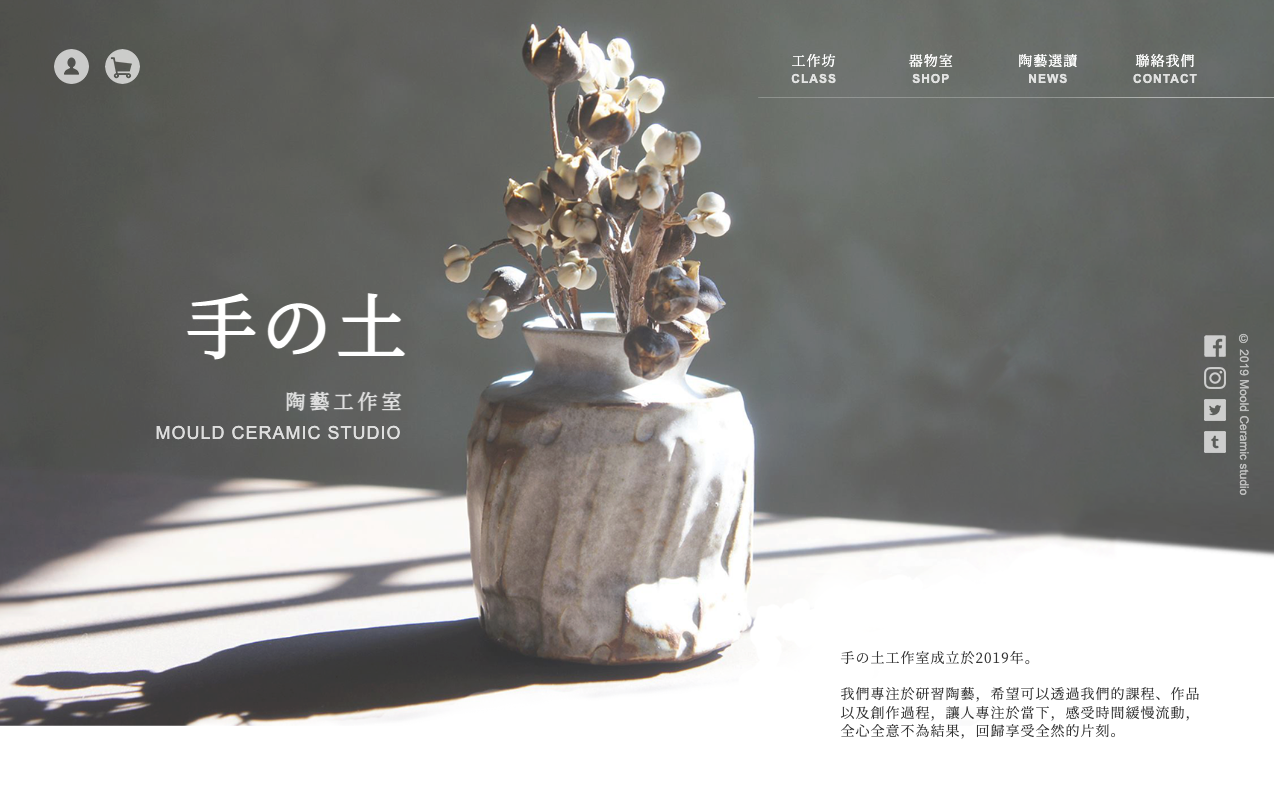 工作坊
CLASS
器物室
SHOP
陶藝選讀
NEWS
聯絡我們
CONTACT
手の土
陶藝工作室
MOULD CERAMIC STUDIO
© 2019 Moold Ceramic studio
手の土工作室成立於2019年。
我們專注於研習陶藝，希望可以透過我們的課程、作品
以及創作過程，讓人專注於當下，感受時間緩慢流動，
全心全意不為結果，回歸享受全然的片刻。